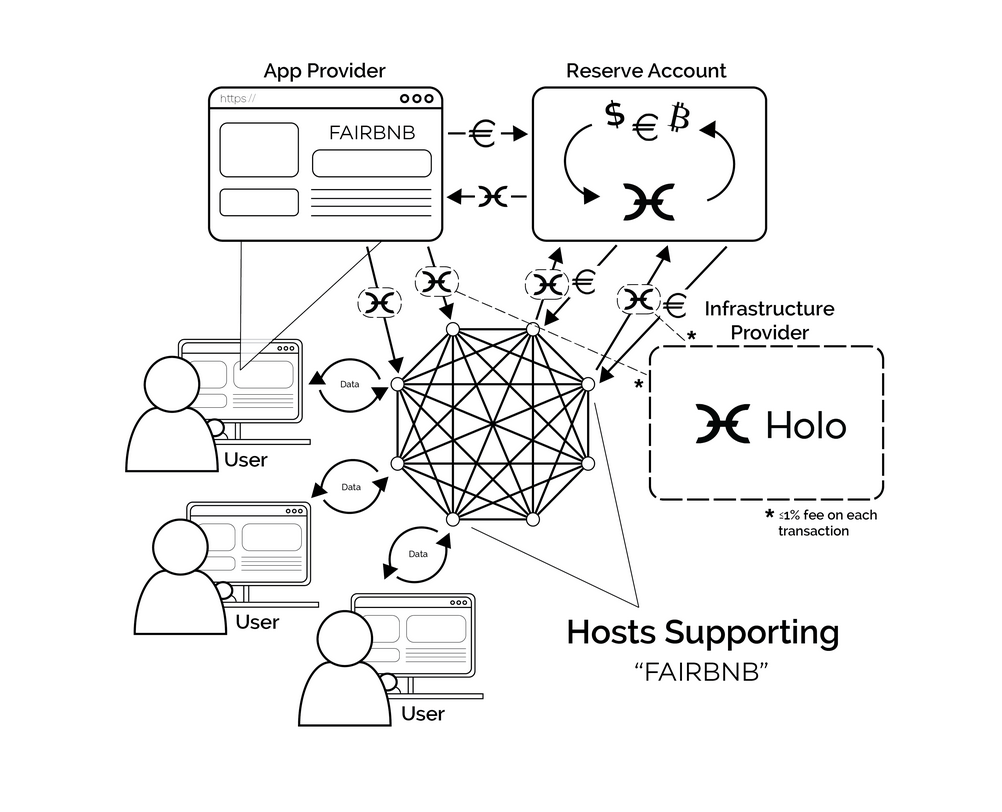 App Provider
Reserve Account
https//
FAIRBNB
€
$ € ₿
€
€
Infrastructure
Provider
*
*
Holo
* ≤1% fee on each
transaction
Data
User
Data
User
Data
User
Hosts Supporting
“FAIRBNB”